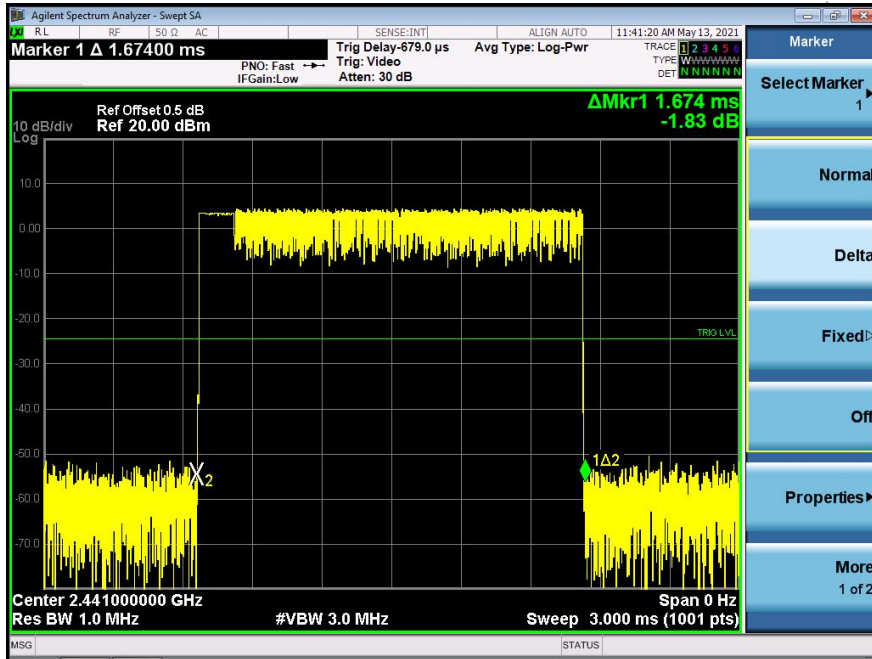 Agilent Spectrum Analyzer - Swept SA
LXI RL RF 50 Ω AC SENSE:INT ALIGN AUTO 11:41:20 AM May 13, 2021
Marker 1 Δ 1.67400 ms
PNO: Fast
IFGain:Low
Trig Delay-679.0 µs
Trig: Video
Atten: 30 dB
Avg Type: Log-Pwr
TRACE 1 2 3 4 5 6
TYPE WWWWWW
DET N N N N N N
ΔMkr1 1.674 ms
-1.83 dB
Ref Offset 0.5 dB
10 dB/div Ref 20.00 dBm
Log
10.0
0.00
-10.0
-20.0
TRIG LVL
-30.0
-40.0
-50.0
1Δ2
X2
-60.0
-70.0
Center 2.441000000 GHz Span 0 Hz
Res BW 1.0 MHz #VBW 3.0 MHz Sweep 3.000 ms (1001 pts)
MSG STATUS
Marker
Select Marker
1
Normal
Delta
Fixed
Off
Properties
More
1 of 2